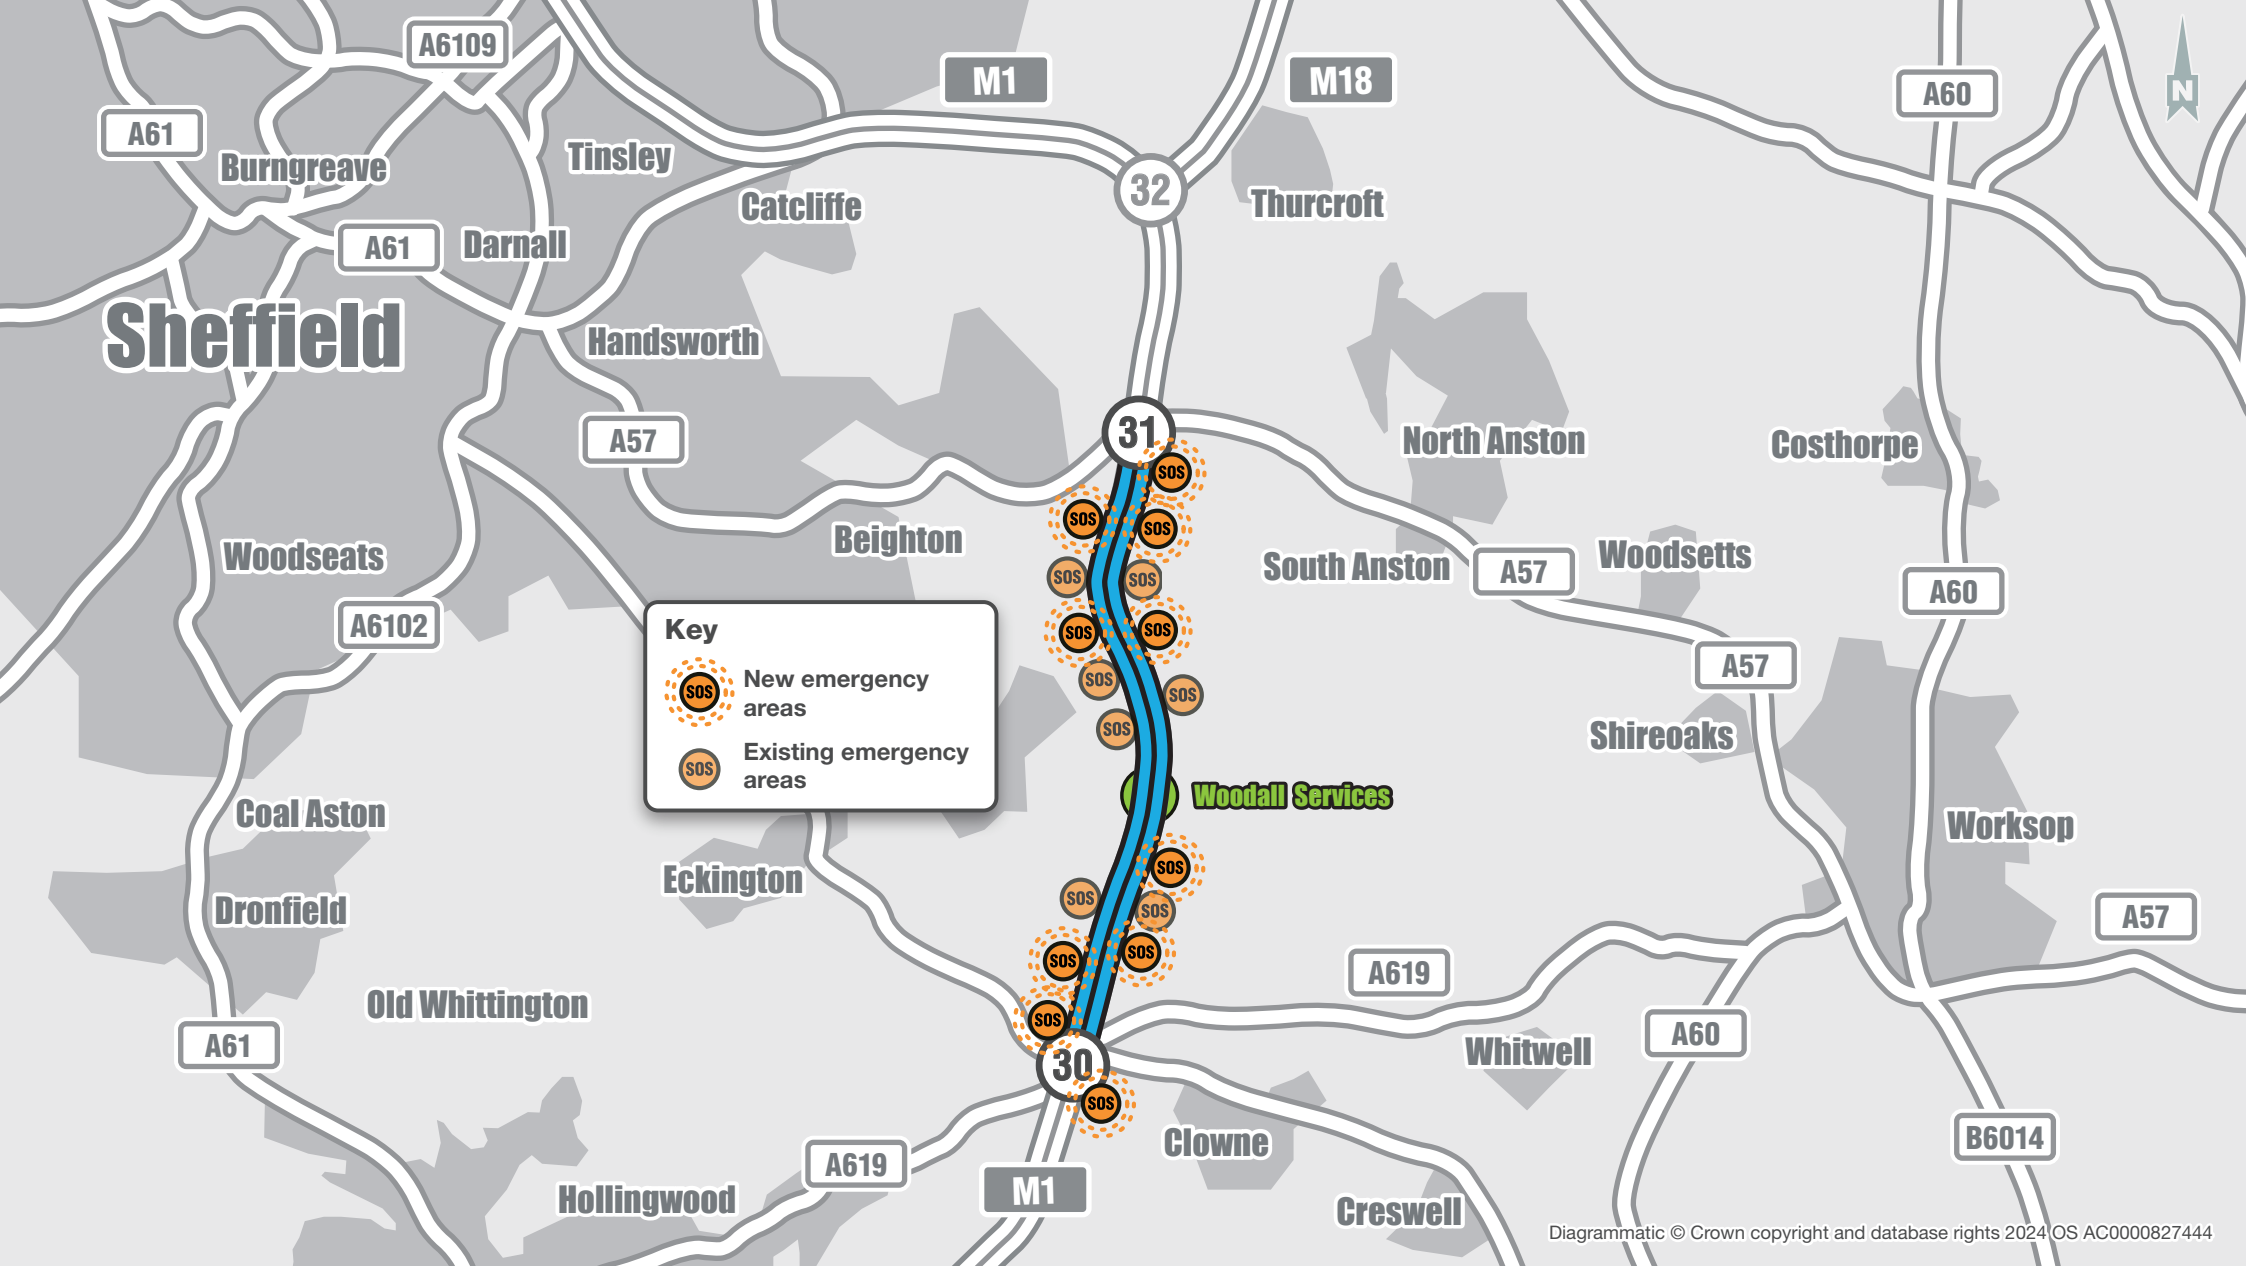 A6109
M1
M18
A60
N
A61
Burngreave
Tinsley
32
Catcliffe
Thurcroft
A61
Darnall
Sheffield
Handsworth
31
A57
North Anston
Costhorpe
SOS
SOS
SOS
Beighton
Woodseats
South Anston
A57
Woodsetts
SOS
SOS
A60
A6102
SOS
SOS
Key
New emergency
areas
SOS
Existing emergency
areas
SOS
SOS
SOS
SOS
A57
Shireoaks
Woodall Services
Coal Aston
Worksop
Eckington
SOS
SOS
SOS
Dronfield
A57
SOS
SOS
A619
Old Whittington
SOS
A61
A60
Whitwell
30
SOS
Clowne
B6014
A619
M1
Hollingwood
Creswell
Diagrammatic © Crown copyright and database rights 2024 OS AC0000827444